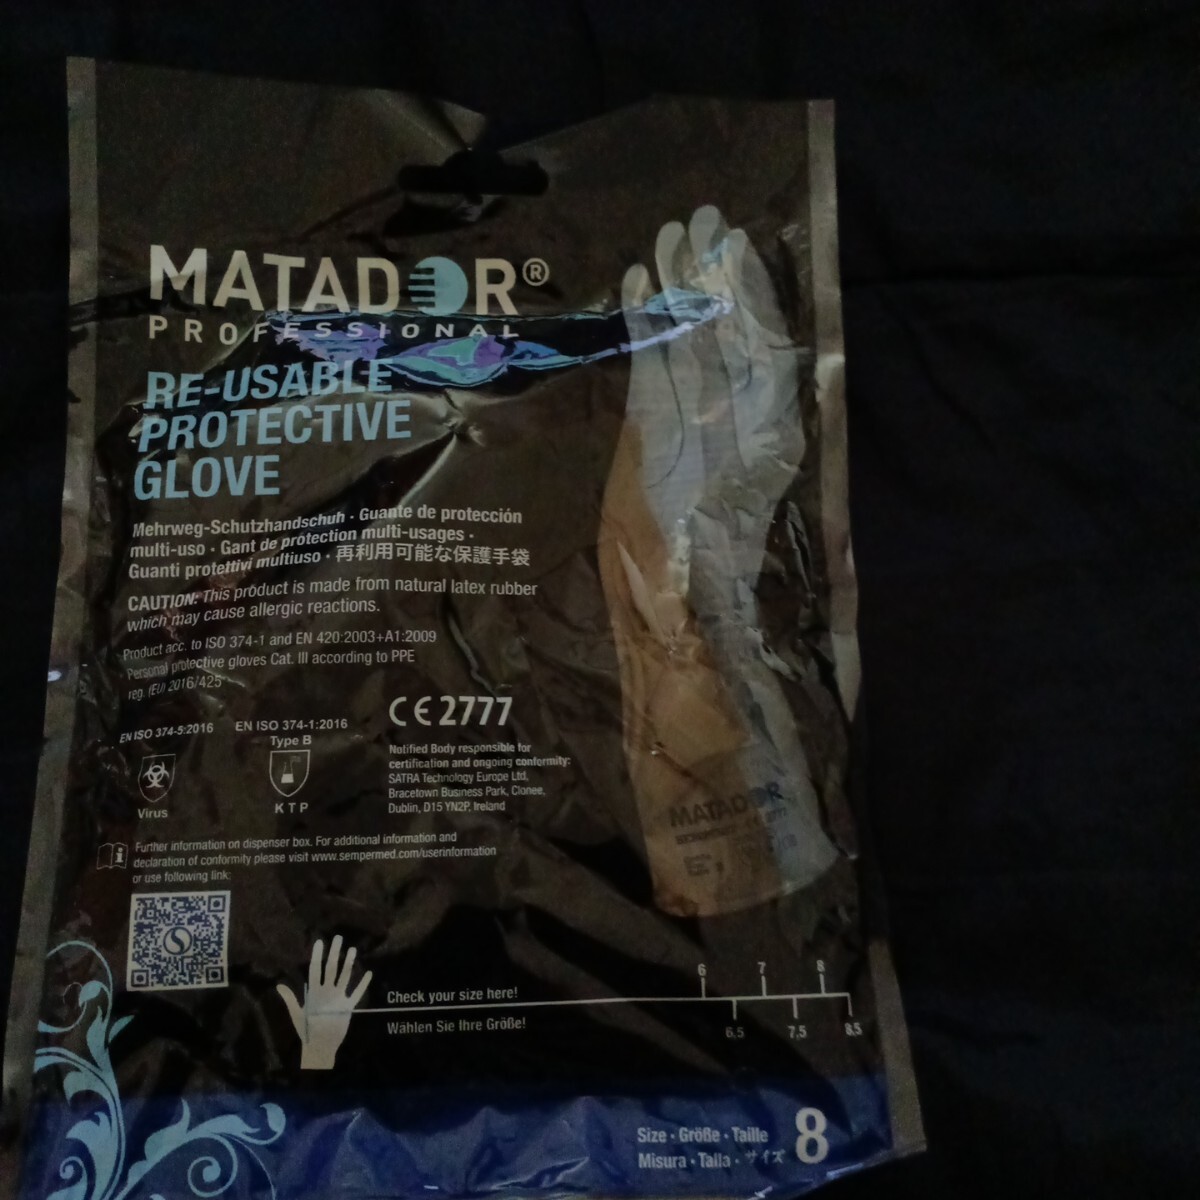 MATADOR®
PROFESSIONAL
RE-USABLE
PROTECTIVE
GLOVE
Mehrweg-Schutzhandschuh · Guante de protección
multi-uso · Gant de protection multi-usages ·
Guanti protettivi multiuso · 再利用可能な保護手袋
CAUTION: This product is made from natural latex rubber
which may cause allergic reactions.
Product acc. to ISO 374-1 and EN 420:2003+A1:2009
Personal protective gloves Cat. III according to PPE
reg. (EU) 2016/425
EN ISO 374-5:2016
Virus
EN ISO 374-1:2016
Type B
KTP
CE2777
Notified Body responsible for
certification and ongoing conformity:
SATRA Technology Europe Ltd,
Bracetown Business Park, Clonee,
Dublin, D15 YN2P, Ireland
Further information on dispenser box. For additional information and
declaration of conformity please visit www.sempermed.com/userinformation
or use following link:
MATADOR
Check your size here!
Wählen Sie Ihre Größe!
6 7 8
6,5 7,5 8,5
Size · Größe · Taille
Misura · Talla · サイズ
8